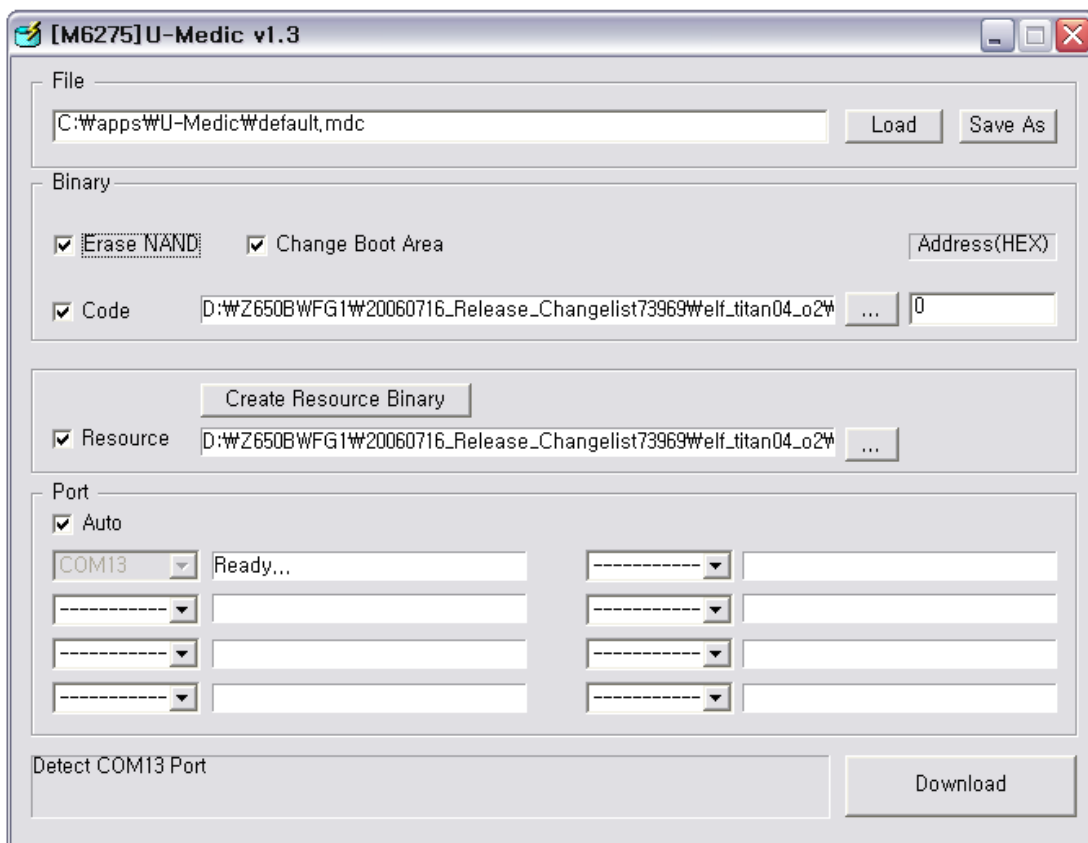 [M6275]U-Medic v1.3
File
C:₩apps₩U-Medic₩default.mdc
Load
Save As
Binary
Erase NAND
Change Boot Area
Address(HEX)
Code
D:₩Z650BWFG1₩20060716_Release_Changelist73969₩elf_titan04_o2₩
...
0
Create Resource Binary
Resource
D:₩Z650BWFG1₩20060716_Release_Changelist73969₩elf_titan04_o2₩
...
Port
Auto
COM13
Ready...
-----------
-----------
-----------
-----------
-----------
-----------
-----------
Detect COM13 Port
Download